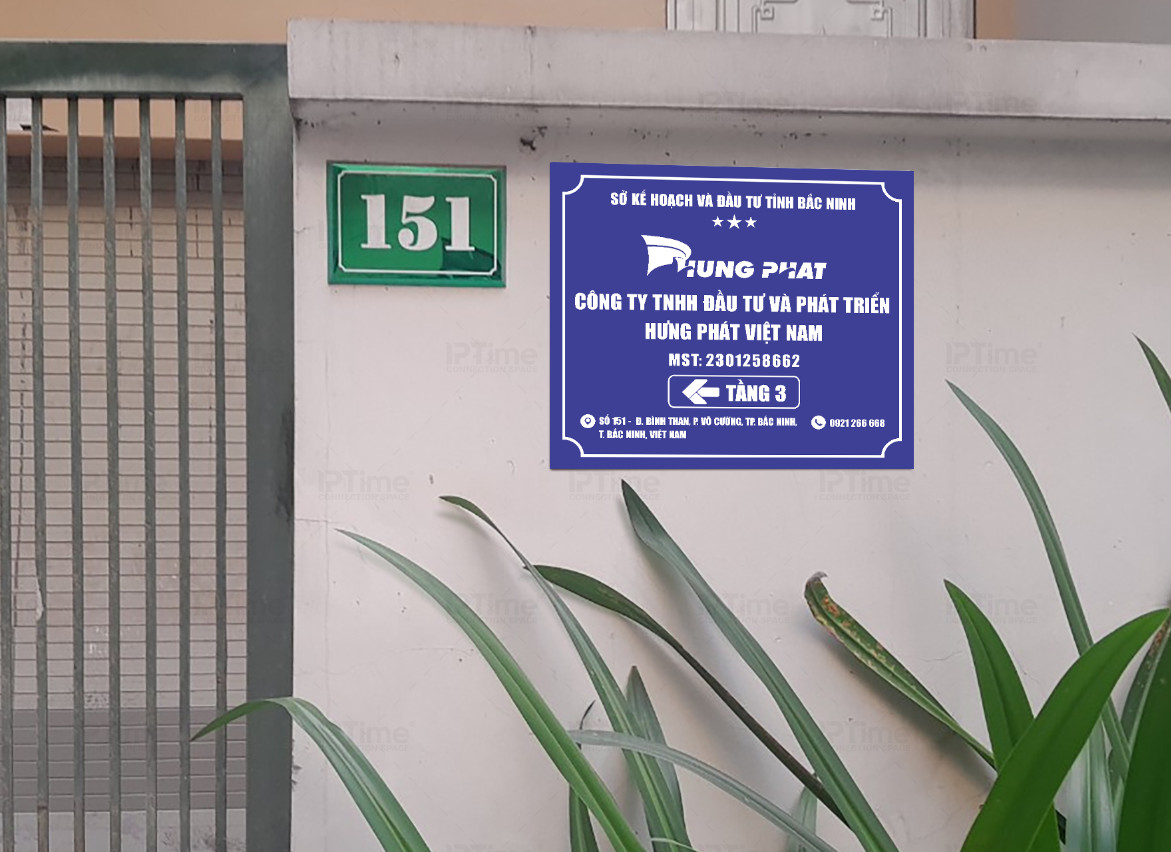 151
SỞ KẾ HOẠCH VÀ ĐẦU TƯ TỈNH BẮC NINH
HUNG PHAT
CÔNG TY TNHH ĐẦU TƯ VÀ PHÁT TRIỂN
HƯNG PHÁT VIỆT NAM
MST: 2301258662
TẦNG 3
SỐ 151 - Đ. BÌNH THAN, P. VÕ CƯỜNG, TP. BẮC NINH,
T. BẮC NINH, VIỆT NAM
0921 266 668
IPTime